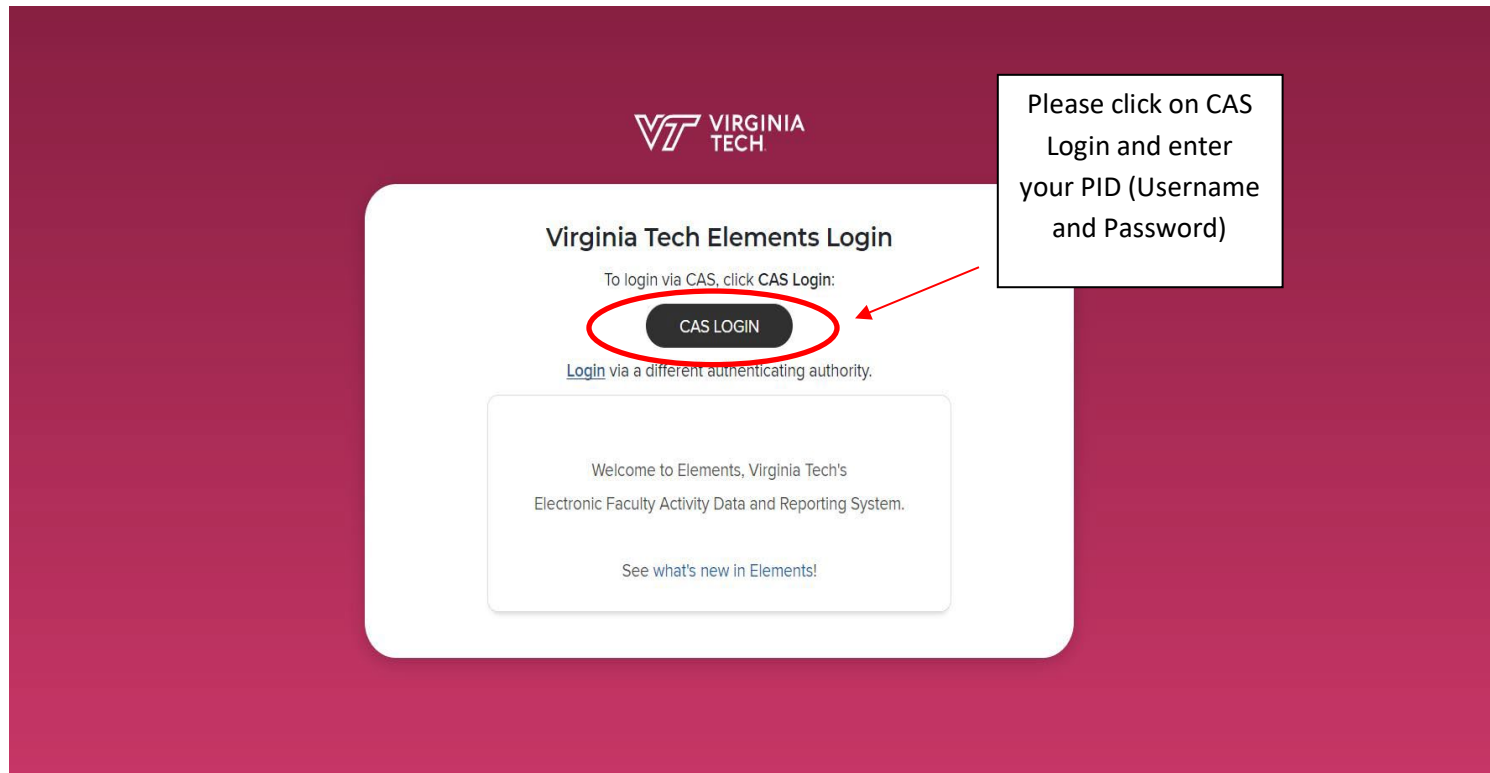 VT VIRGINIA
TECH
Please click on CAS
Login and enter
your PID (Username
and Password)
Virginia Tech Elements Login
To login via CAS, click CAS Login:
CAS LOGIN
Login via a different authenticating authority.
Welcome to Elements, Virginia Tech's
Electronic Faculty Activity Data and Reporting System.
See what's new in Elements!